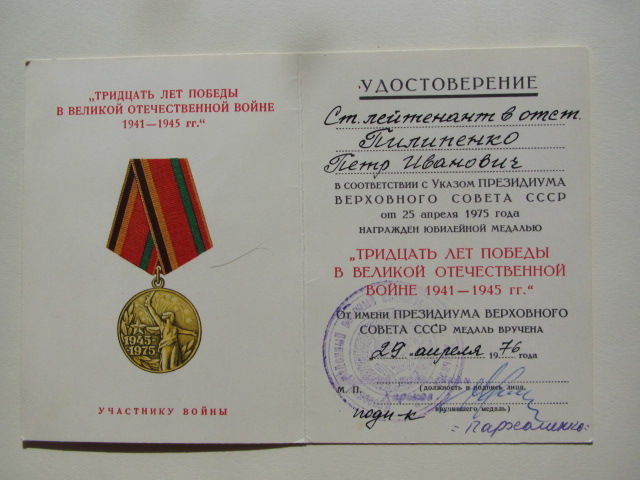 „ТРИДЦАТЬ ЛЕТ ПОБЕДЫ
В ВЕЛИКОЙ ОТЕЧЕСТВЕННОЙ ВОЙНЕ
1941—1945 гг.“
1945
1975
УЧАСТНИКУ ВОЙНЫ
УДОСТОВЕРЕНИЕ
Ст. лейтенант в отст.
Пилипенко
Петр Иванович
В СООТВЕТСТВИИ С УКАЗОМ ПРЕЗИДИУМА
ВЕРХОВНОГО СОВЕТА СССР
от 25 апреля 1975 года
НАГРАЖДЕН ЮБИЛЕЙНОЙ МЕДАЛЬЮ
„ТРИДЦАТЬ ЛЕТ ПОБЕДЫ
В ВЕЛИКОЙ ОТЕЧЕСТВЕННОЙ
ВОЙНЕ 1941—1945 гг.“
ОТ ИМЕНИ ПРЕЗИДИУМА ВЕРХОВНОГО
СОВЕТА СССР МЕДАЛЬ ВРУЧЕНА
29 апреля 1976 года
М. П.
(должность и подпись лица,
подп-к
вручившего медаль)
Пархоменко